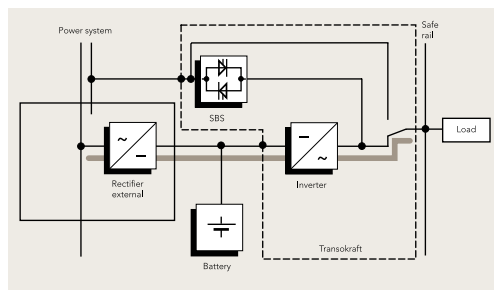 Power system
Safe
rail
SBS
Load
Rectifier
external
Inverter
Battery
Transokraft